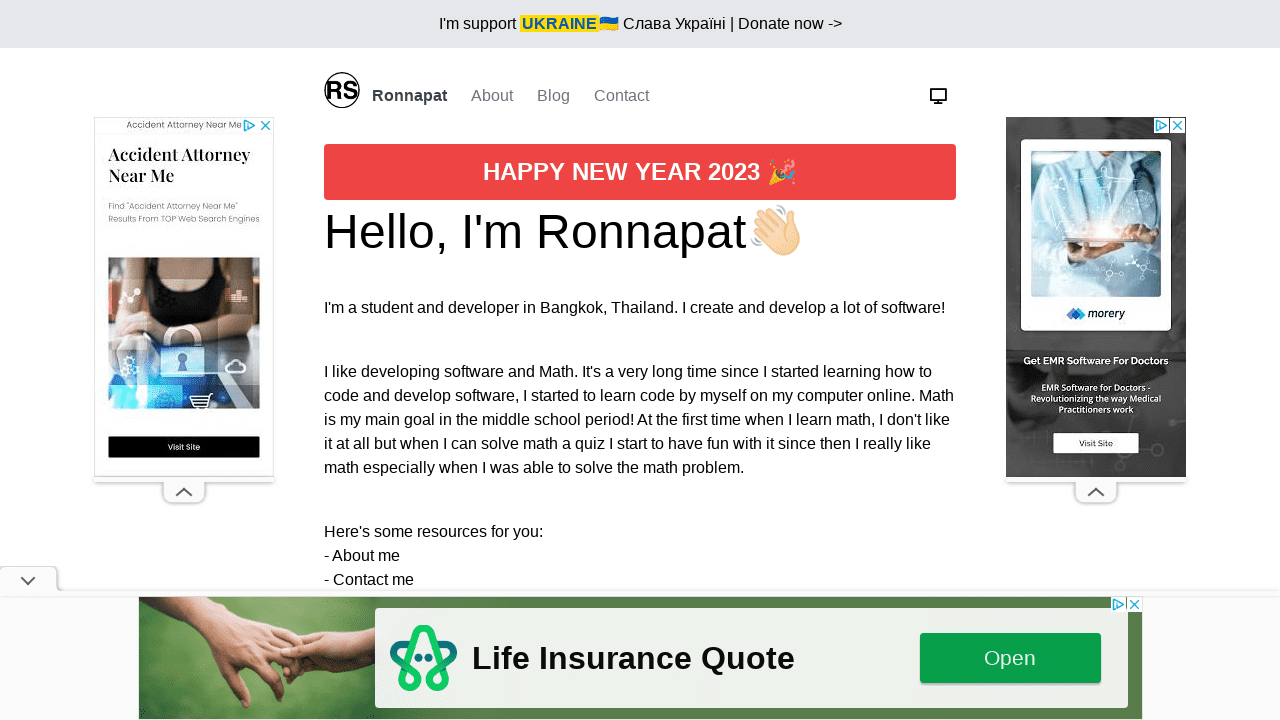 I'm support UKRAINE🇺🇦 Слава Україні | Donate now ->
RS Ronnapat About Blog Contact
Accident Attorney Near Me
Accident Attorney
Near Me
Find "Accident Attorney Near Me"
Results From TOP Web Search Engines
Visit Site
HAPPY NEW YEAR 2023 🎉
Hello, I'm Ronnapat👋🏻
I'm a student and developer in Bangkok, Thailand. I create and develop a lot of software!
I like developing software and Math. It's a very long time since I started learning how to
code and develop software, I started to learn code by myself on my computer online. Math
is my main goal in the middle school period! At the first time when I learn math, I don't like
it at all but when I can solve math a quiz I start to have fun with it since then I really like
math especially when I was able to solve the math problem.
Here's some resources for you:
- About me
- Contact me
morery
Get EMR Software For Doctors
EMR Software for Doctors -
Revolutionizing the way Medical
Practitioners work
Visit Site
Life Insurance Quote
Open